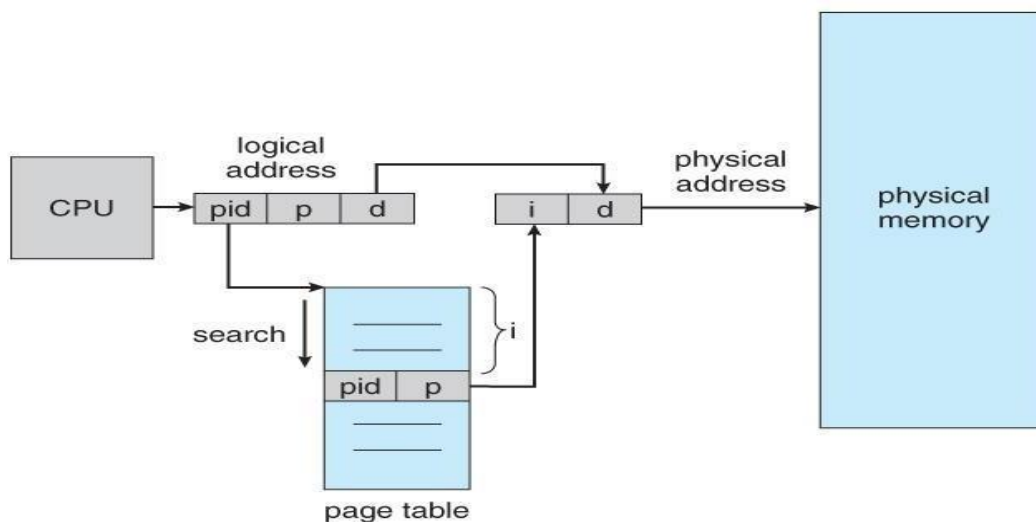 logical
address
physical
address
CPU
pid p d
i d
physical
memory
search
i
pid p
page table